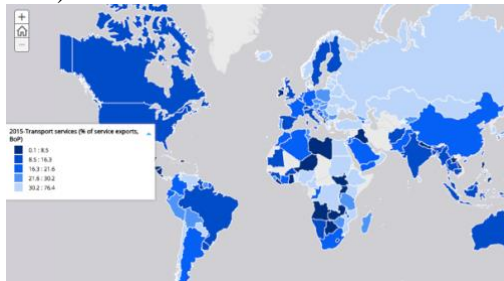 +
−
2015-Transport services (% of service exports,
BoP)
0.1 : 8.5
8.5 : 16.3
16.3 : 21.6
21.6 : 30.2
30.2 : 76.4